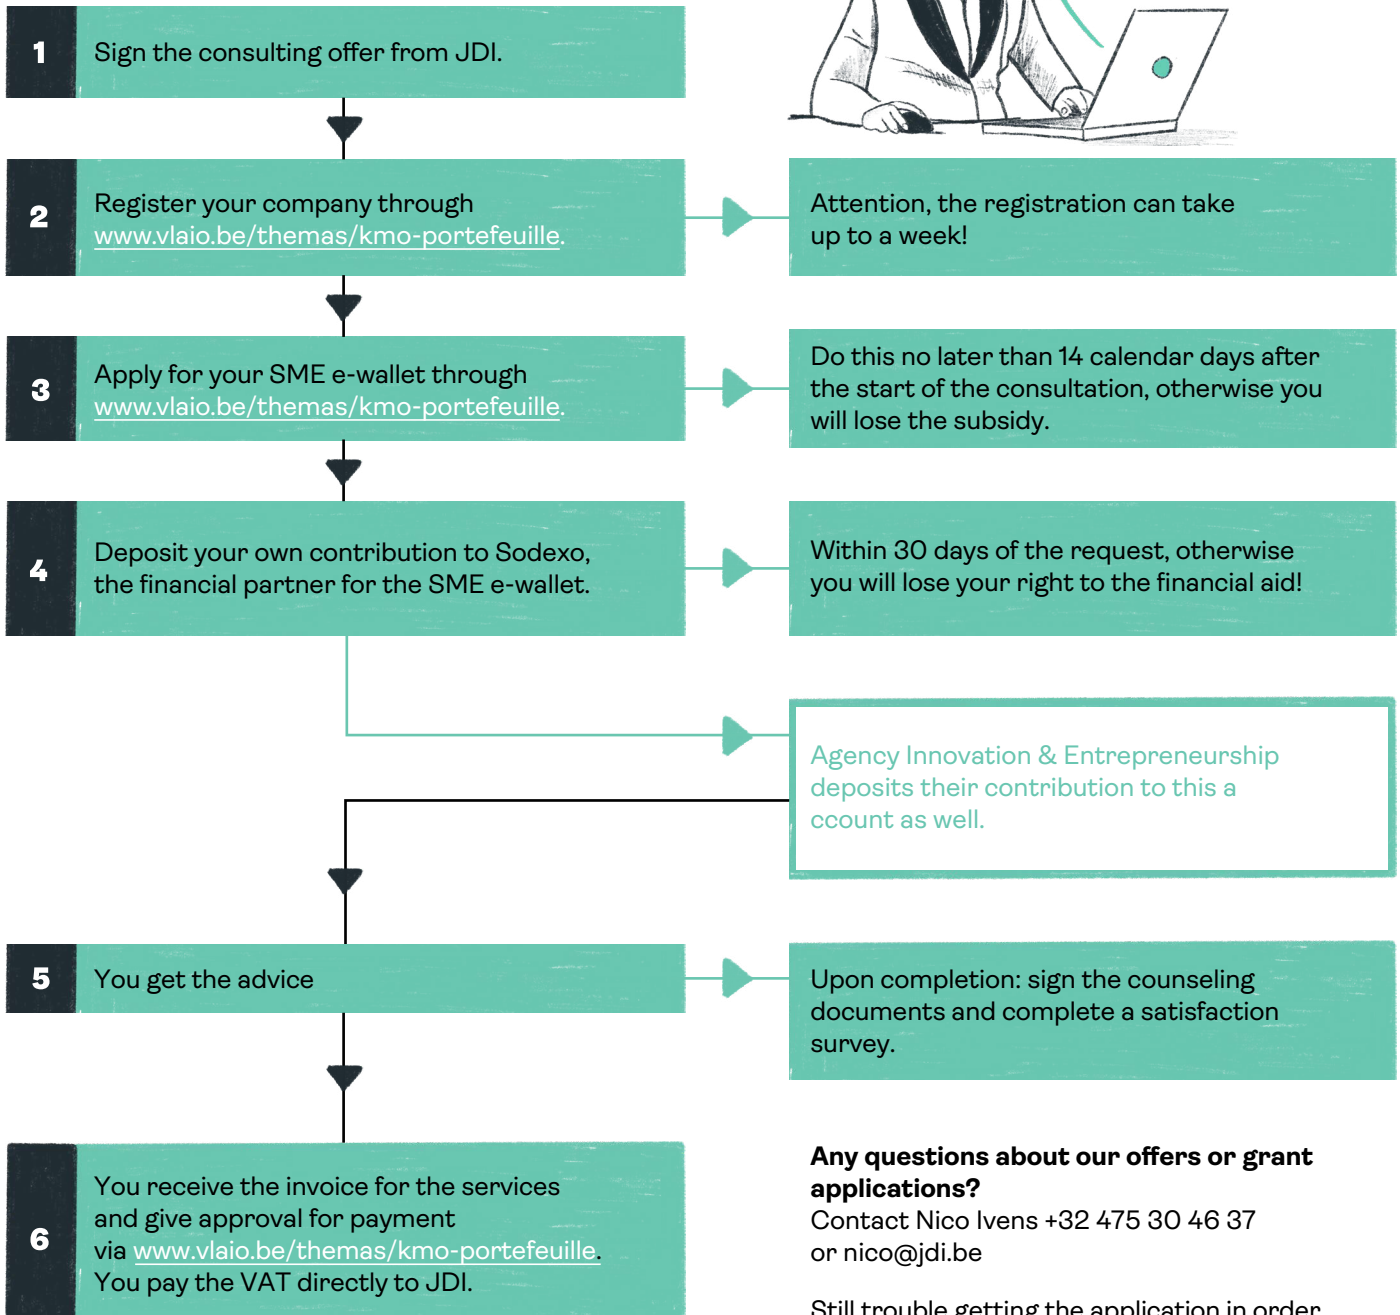 1
Sign the consulting offer from JDI.
2
Register your company through
www.vlaio.be/themas/kmo-portefeuille.
Attention, the registration can take
up to a week!
3
Apply for your SME e-wallet through
www.vlaio.be/themas/kmo-portefeuille.
Do this no later than 14 calendar days after
the start of the consultation, otherwise you
will lose the subsidy.
4
Deposit your own contribution to Sodexo,
the financial partner for the SME e-wallet.
Within 30 days of the request, otherwise
you will lose your right to the financial aid!
Agency Innovation & Entrepreneurship
deposits their contribution to this a
ccount as well.
5
You get the advice
Upon completion: sign the counseling
documents and complete a satisfaction
survey.
6
You receive the invoice for the services
and give approval for payment
via www.vlaio.be/themas/kmo-portefeuille.
You pay the VAT directly to JDI.
Any questions about our offers or grant
applications?
Contact Nico Ivens +32 475 30 46 37
or nico@jdi.be
Still trouble getting the application in order